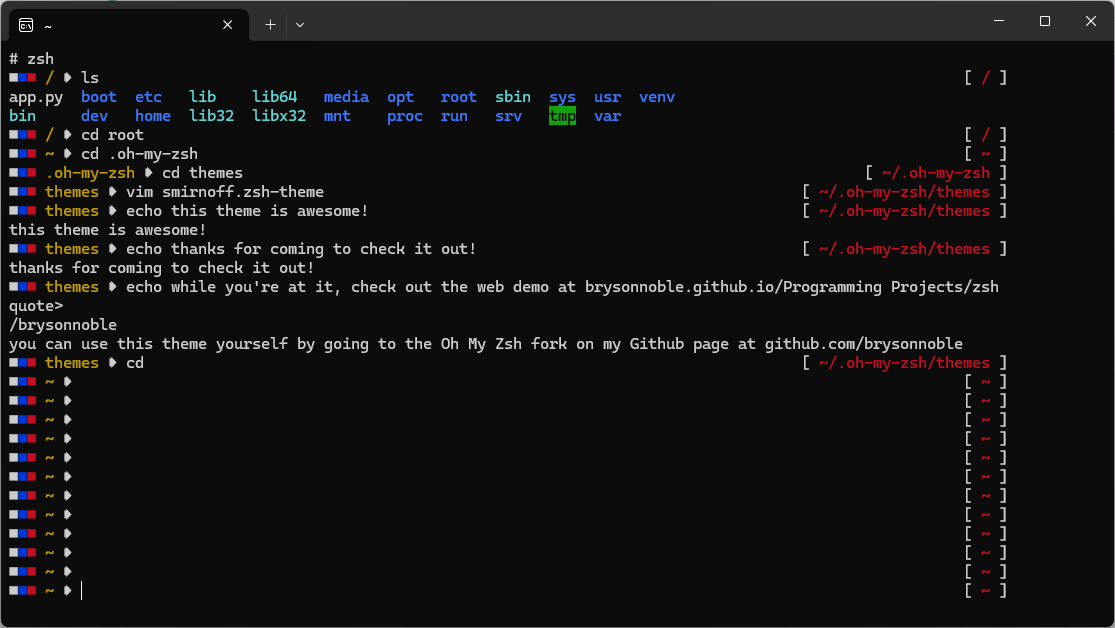 ~
# zsh
/ ls [ / ]
app.py boot etc lib lib64 media opt root sbin sys usr venv
bin dev home lib32 libx32 mnt proc run srv tmp var
/ cd root [ / ]
~ cd .oh-my-zsh [ ~ ]
.oh-my-zsh cd themes [ ~/.oh-my-zsh ]
themes vim smirnoff.zsh-theme [ ~/.oh-my-zsh/themes ]
themes echo this theme is awesome! [ ~/.oh-my-zsh/themes ]
this theme is awesome!
themes echo thanks for coming to check it out! [ ~/.oh-my-zsh/themes ]
thanks for coming to check it out!
themes echo while you're at it, check out the web demo at brysonnoble.github.io/Programming Projects/zsh
quote>
/brysonnoble
you can use this theme yourself by going to the Oh My Zsh fork on my Github page at github.com/brysonnoble
themes cd [ ~/.oh-my-zsh/themes ]
~ [ ~ ]
~ [ ~ ]
~ [ ~ ]
~ [ ~ ]
~ [ ~ ]
~ [ ~ ]
~ [ ~ ]
~ [ ~ ]
~ [ ~ ]
~ [ ~ ]
~ [ ~ ]
~ [ ~ ]